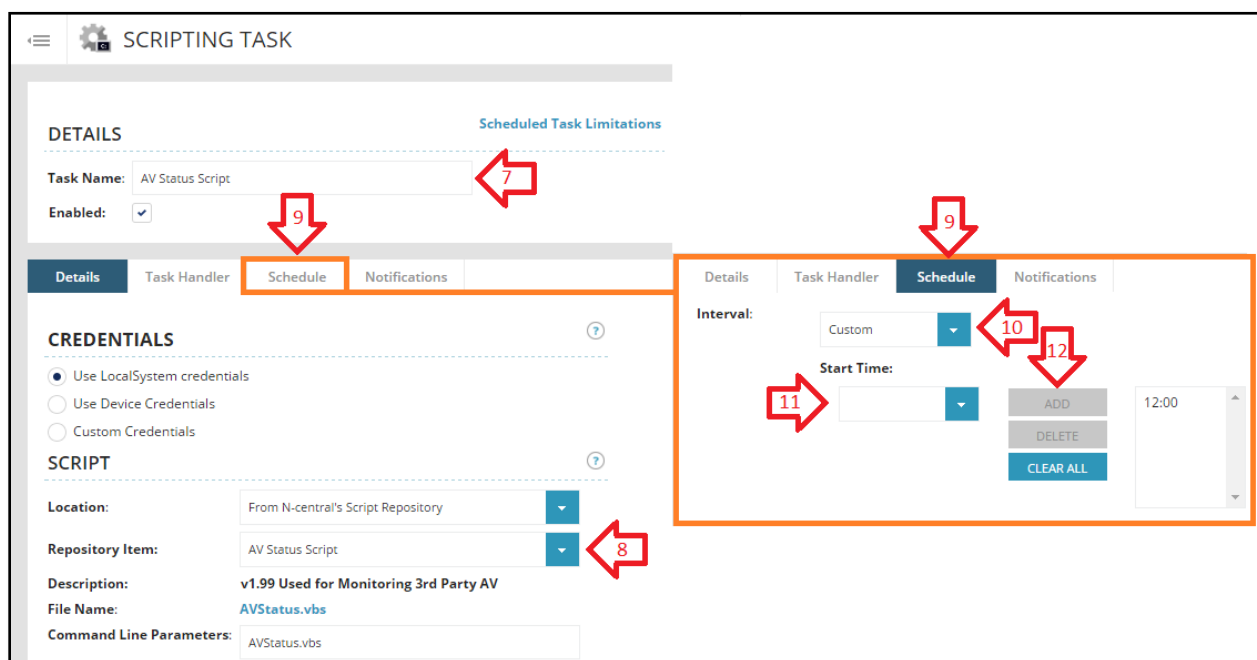 SCRIPTING TASK
DETAILS
Scheduled Task Limitations
Task Name: AV Status Script
7
Enabled:
9
Details Task Handler Schedule Notifications
CREDENTIALS
?
Use LocalSystem credentials
Use Device Credentials
Custom Credentials
SCRIPT
?
Location: From N-central's Script Repository
Repository Item: AV Status Script
8
Description: v1.99 Used for Monitoring 3rd Party AV
File Name: AVStatus.vbs
Command Line Parameters: AVStatus.vbs
9
Details Task Handler Schedule Notifications
Interval: Custom
10
12
Start Time:
11
ADD
12:00
DELETE
CLEAR ALL